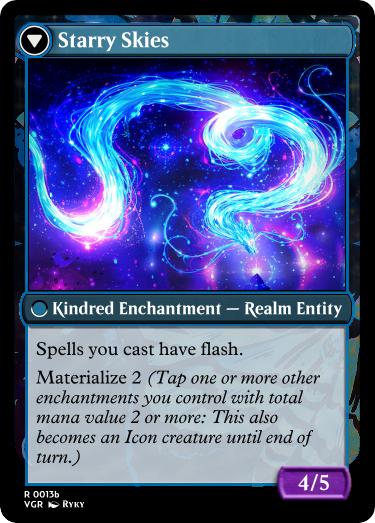 Starry Skies
Kindred Enchantment — Realm Entity
Spells you cast have flash.
Materialize 2 (Tap one or more other
enchantments you control with total
mana value 2 or more: This also
becomes an Icon creature until end of
turn.)
4/5
R 0013b
VGR Ryky